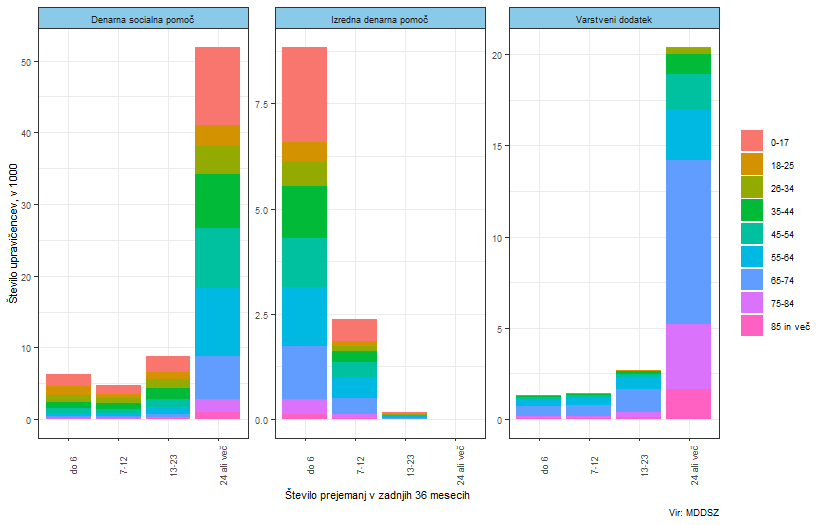 Denarna socialna pomoč
Izredna denarna pomoč
Varstveni dodatek
Število upravičencev, v 1000
50
40
30
20
10
0
7.5
5.0
2.5
0.0
20
15
10
5
0
do 6
7-12
13-23
24 ali več
do 6
7-12
13-23
24 ali več
do 6
7-12
13-23
24 ali več
Število prejemanj v zadnjih 36 mesecih
0-17
18-25
26-34
35-44
45-54
55-64
65-74
75-84
85 in več
Vir: MDDSZ